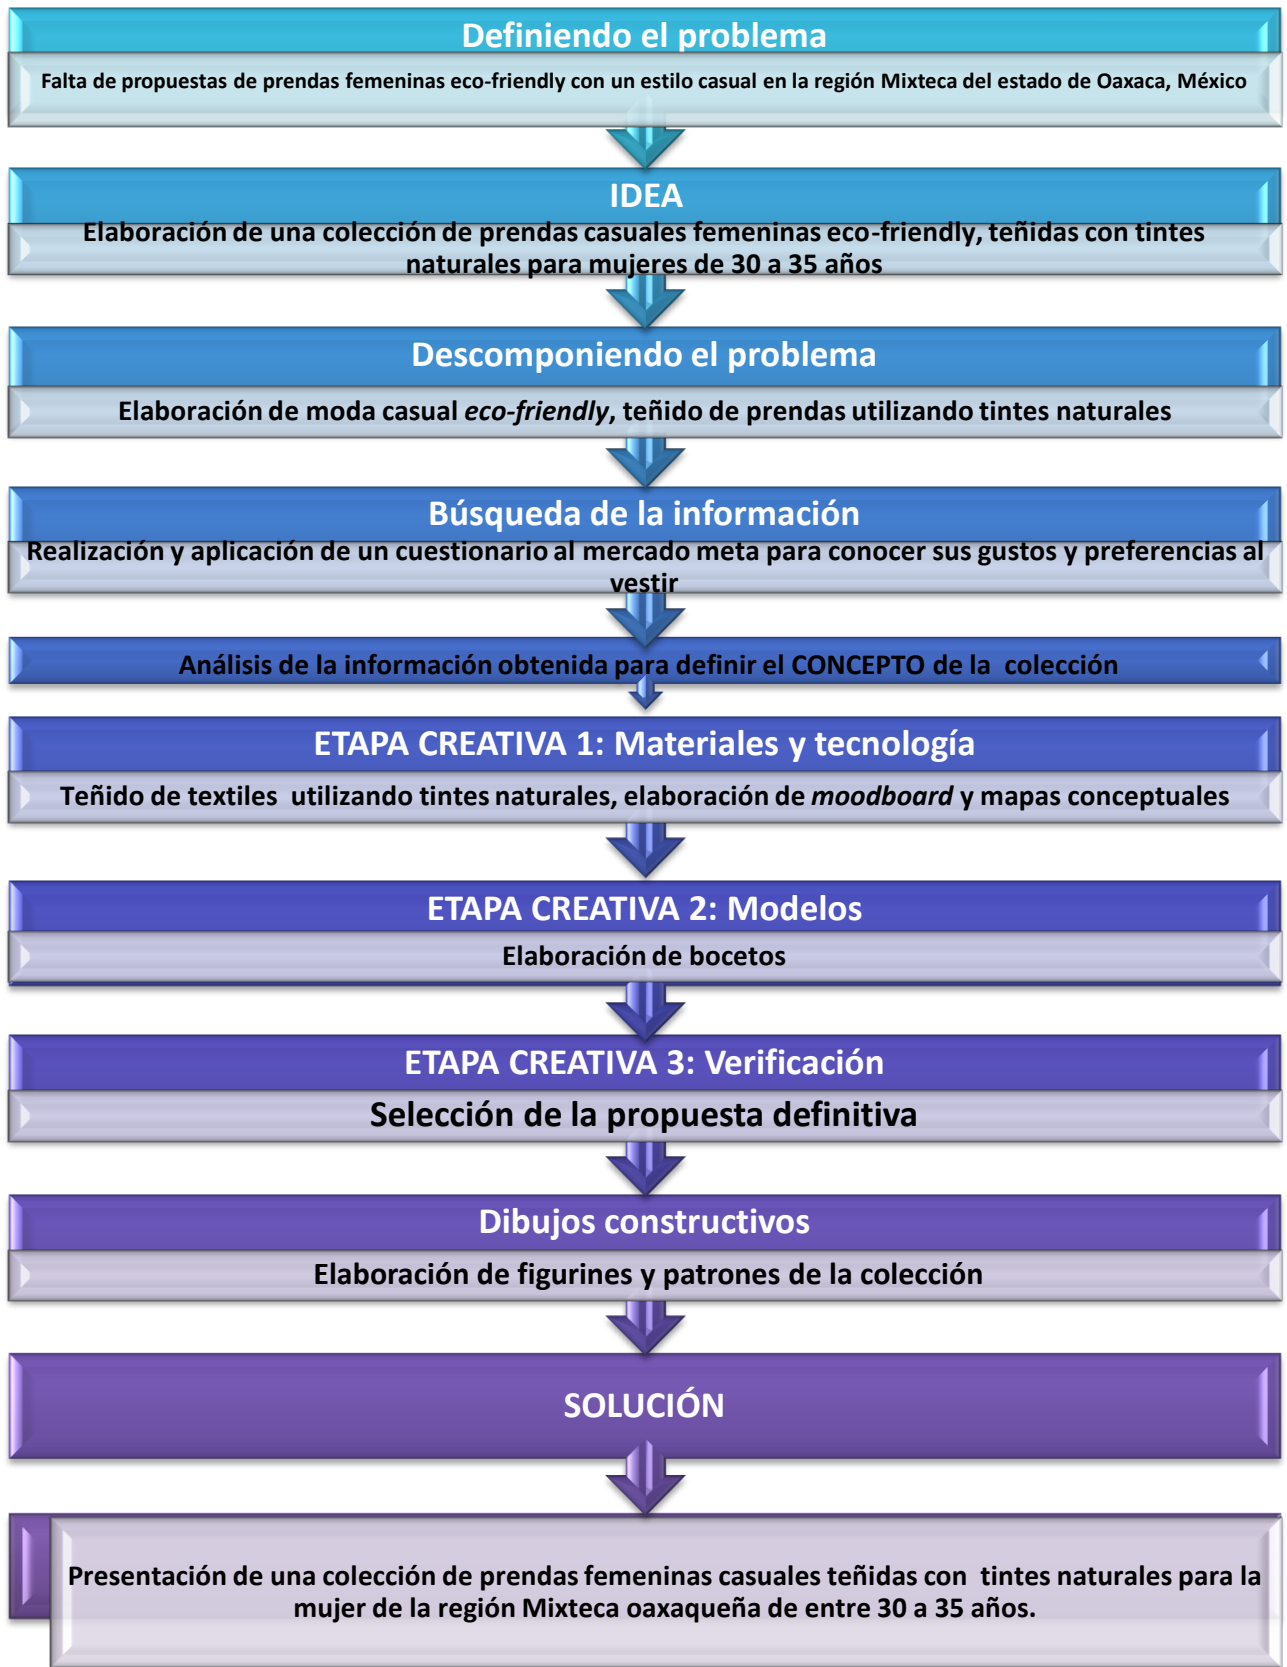 Definiendo el problema
Falta de propuestas de prendas femeninas eco-friendly con un estilo casual en la región Mixteca del estado de Oaxaca, México
IDEA
Elaboración de una colección de prendas casuales femeninas eco-friendly, teñidas con tintes
naturales para mujeres de 30 a 35 años
Descomponiendo el problema
Elaboración de moda casual eco-friendly, teñido de prendas utilizando tintes naturales
Búsqueda de la información
Realización y aplicación de un cuestionario al mercado meta para conocer sus gustos y preferencias al
vestir
Análisis de la información obtenida para definir el CONCEPTO de la colección
ETAPA CREATIVA 1: Materiales y tecnología
Teñido de textiles utilizando tintes naturales, elaboración de moodboard y mapas conceptuales
ETAPA CREATIVA 2: Modelos
Elaboración de bocetos
ETAPA CREATIVA 3: Verificación
Selección de la propuesta definitiva
Dibujos constructivos
Elaboración de figurines y patrones de la colección
SOLUCIÓN
Presentación de una colección de prendas femeninas casuales teñidas con tintes naturales para la
mujer de la región Mixteca oaxaqueña de entre 30 a 35 años.